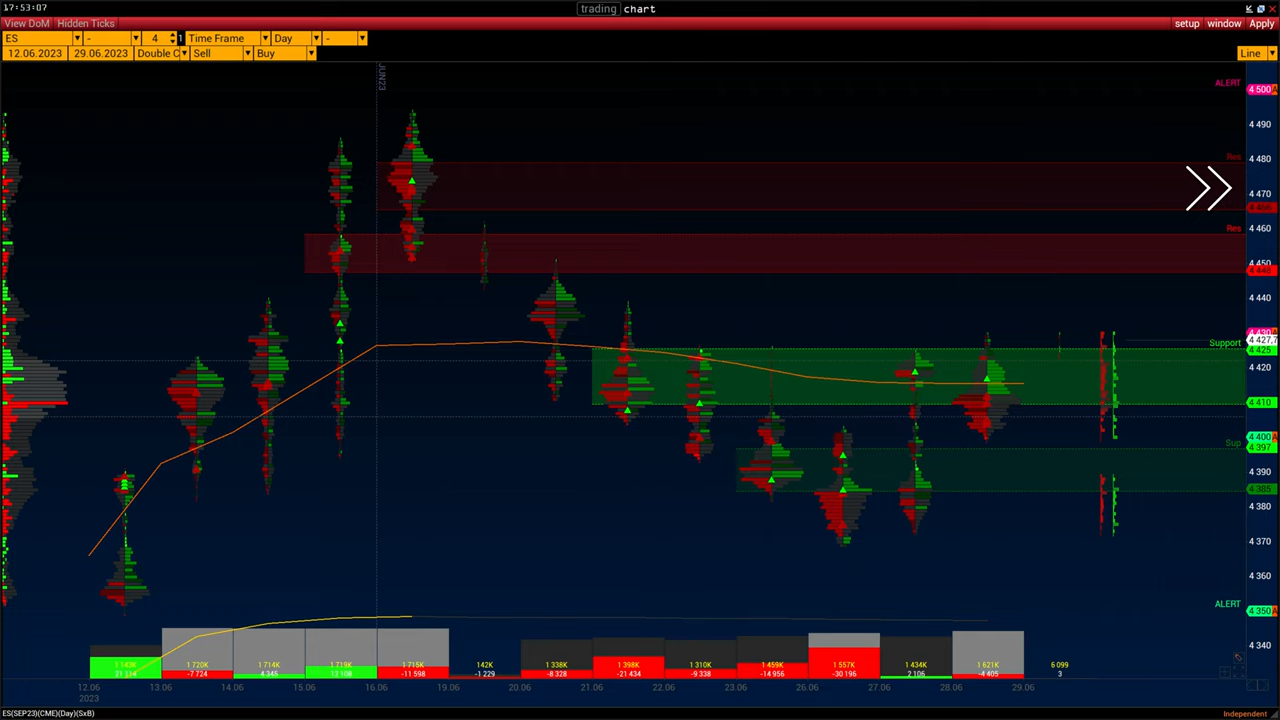 17:53:07
trading chart
View DoM Hidden Ticks setup window Apply
ES - 4 1 Time Frame Day -
12.06.2023 29.06.2023 Double C Sell Buy Line
JUN23
ALERT 4 500
4 490
4 480
Res
4 470
4 466
4 460
Res
4 450
4 448
4 440
4 430
4 427,7
Support
4 425
4 420
4 410
4 400
Sup
4 397
4 390
4 385
4 380
4 370
4 360
ALERT 4 350
4 340
1 143K 1 720K 1 714K 1 719K 1 715K 142K 1 338K 1 398K 1 310K 1 459K 1 557K 1 434K 1 621K 6 099
-7 724 4 345 -11 598 -1 229 -8 328 -21 434 -9 338 -14 956 -30 196 2 106 -4 405 3
12.06 13.06 14.06 15.06 16.06 19.06 20.06 21.06 22.06 23.06 26.06 27.06 28.06 29.06
2023
ES(SEP23)(CME)(Day)(SxB) Independent